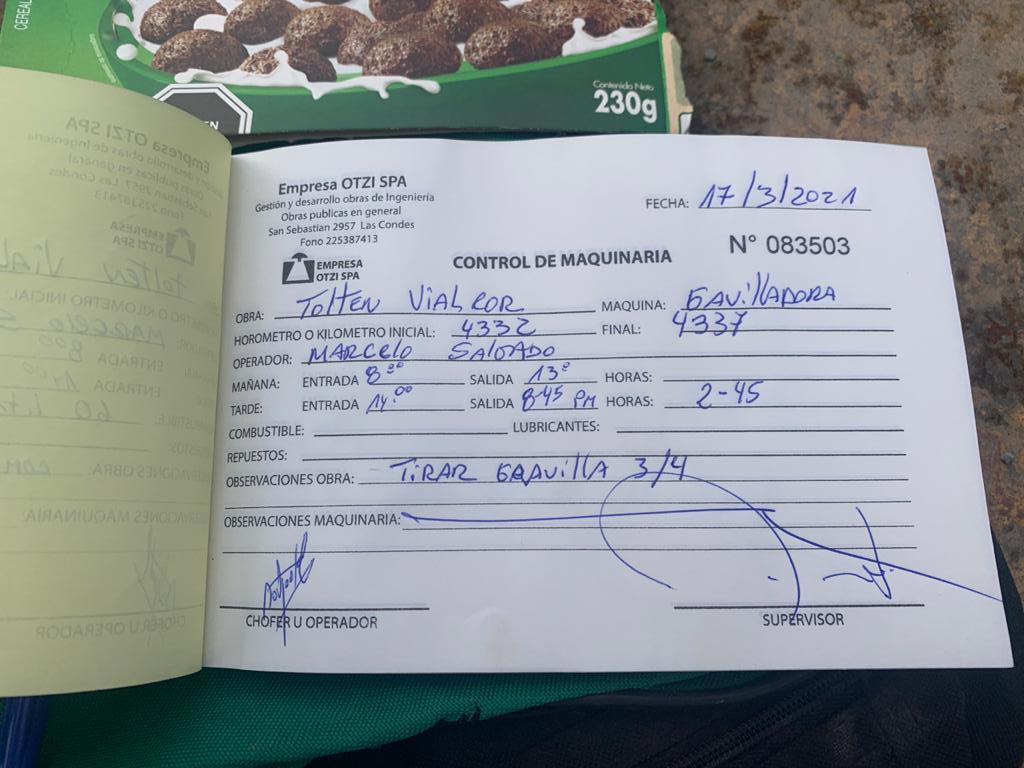 CEREAL
Contenido Neto
230g
EN
Empresa OTZI SPA
Gestión y desarrollo obras de Ingeniería
Obras publicas en general
San Sebastian 2957 Las Condes
Fono 225387413
EMPRESA
OTZI SPA
FECHA: 17/3/2021
N° 083503
CONTROL DE MAQUINARIA
OBRA: Tolten Vialcor MAQUINA: GAvillADORA
HOROMETRO O KILOMETRO INICIAL: 4332 FINAL: 4337
OPERADOR: MARCelo SAlgADO
MAÑANA: ENTRADA 8:00 SALIDA 13:0 HORAS:
TARDE: ENTRADA 14:00 SALIDA 8:45 PM HORAS: 2-45
COMBUSTIBLE: LUBRICANTES:
REPUESTOS:
OBSERVACIONES OBRA: TIRAR GRAVIllA 3/4
OBSERVACIONES MAQUINARIA:
CHOFER U OPERADOR SUPERVISOR